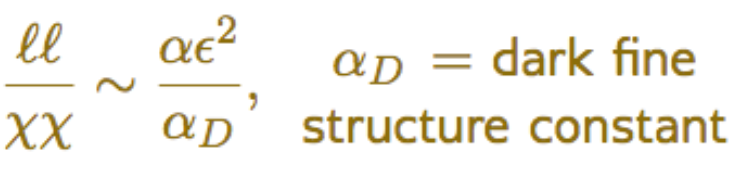 ℓℓ/χχ ∼ αϵ²/α_D, α_D = dark fine
structure constant